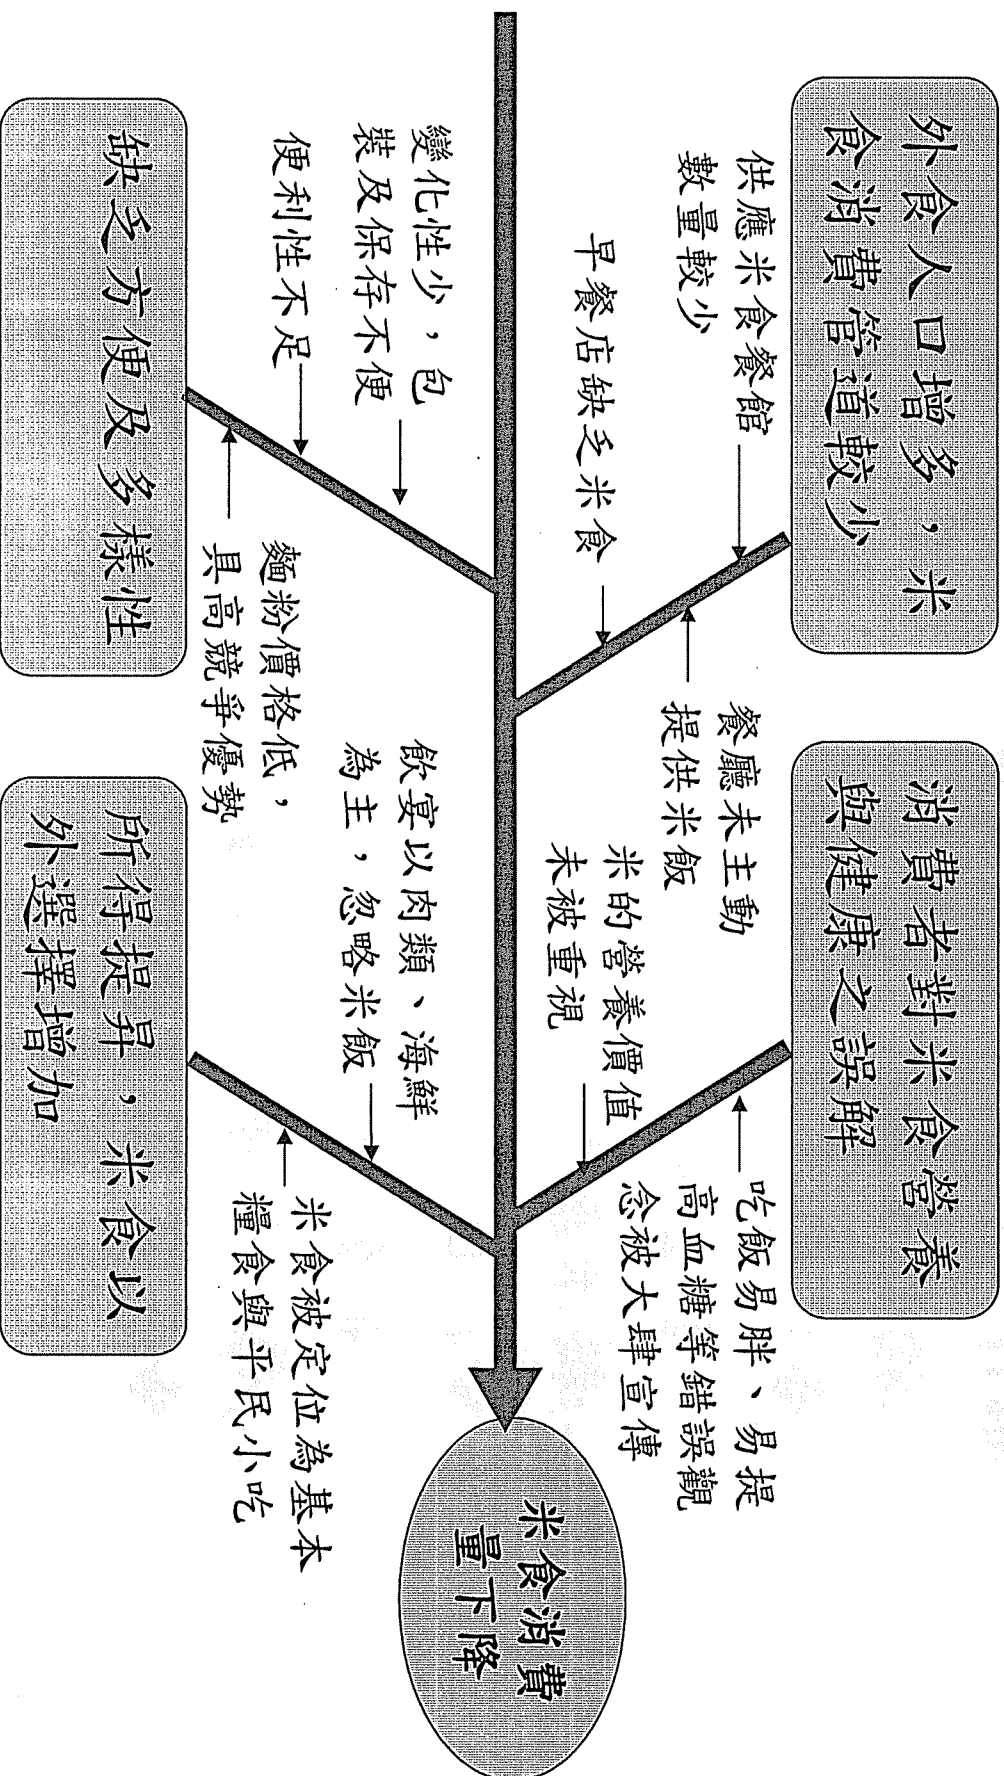 外食人口增多，米
食消費管道較少
供應米食餐館
數量較少
早餐店缺乏米食
餐廳未主動
提供米飯
消費者對米食營養
與健康之誤解
米的營養價值
未被重視
吃飯易胖、易提
高血糖等錯誤觀
念被大肆宣傳
變化性少，包
裝及保存不便
便利性不足
麵粉價格低，
具高競爭優勢
缺乏方便及多樣性
飲宴以肉類、海鮮
為主，忽略米飯
米食被定位為基本
糧食與平民小吃
所得提昇，米食以
外選擇增加
米食消費
量下降